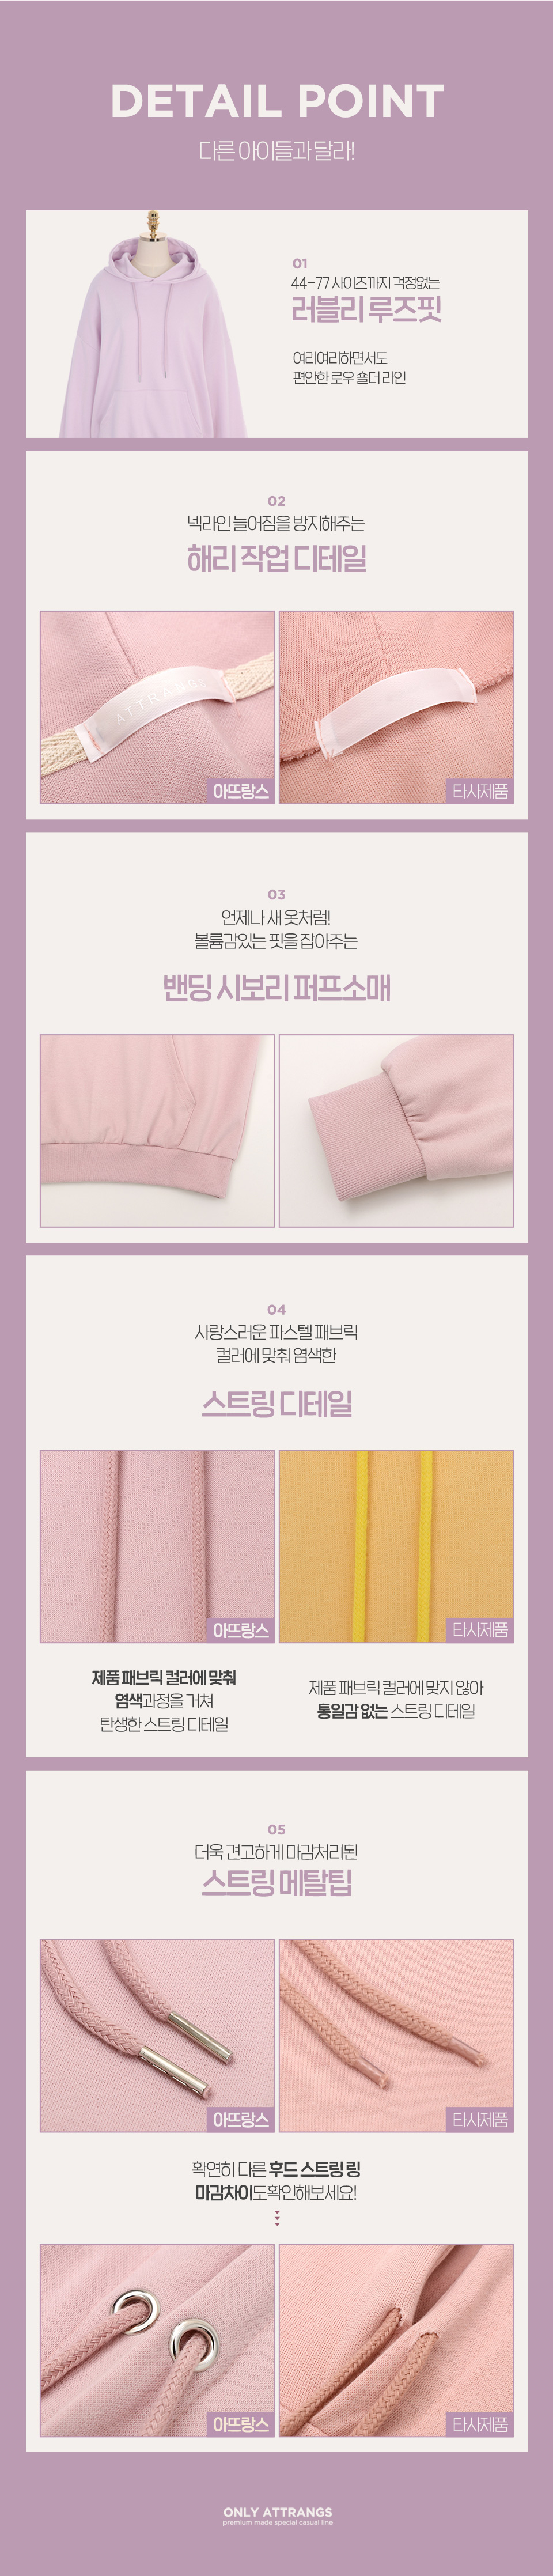 DETAIL POINT
다른 아이들과 달라!
01
44-77 사이즈까지 걱정없는
러블리 루즈핏
여리여리하면서도
편안한 로우 숄더 라인
02
넥라인 늘어짐을 방지해주는
해리 작업 디테일
ATTRANGS
아뜨랑스
타사제품
03
언제나 새 옷처럼!
볼륨감있는 핏을 잡아주는
밴딩 시보리 퍼프소매
04
사랑스러운 파스텔 패브릭
컬러에 맞춰 염색한
스트링 디테일
아뜨랑스
타사제품
제품 패브릭 컬러에 맞춰
염색과정을 거쳐
탄생한 스트링 디테일
제품 패브릭 컬러에 맞지 않아
통일감 없는 스트링 디테일
05
더욱 견고하게 마감처리된
스트링 메탈팁
아뜨랑스
타사제품
확연히 다른 후드 스트링 링
마감차이도 확인해보세요!
아뜨랑스
타사제품
ONLY ATTRANGS
premium made special casual line